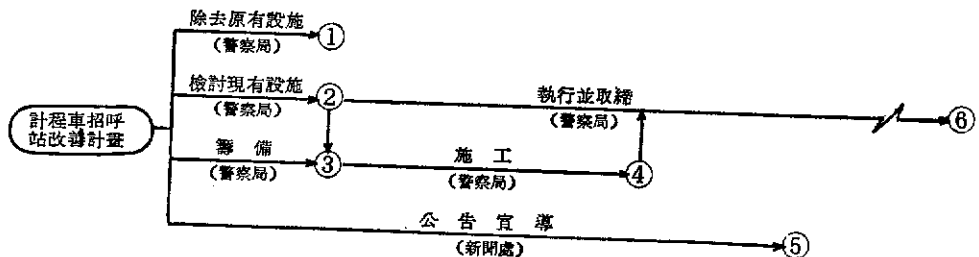 除去原有設施
(警察局)
①
檢討現有設施
(警察局)
②
執行並取締
(警察局)
⑥
計程車招呼
站改善計畫
籌備
(警察局)
③
施工
(警察局)
④
公告宣導
(新聞處)
⑤